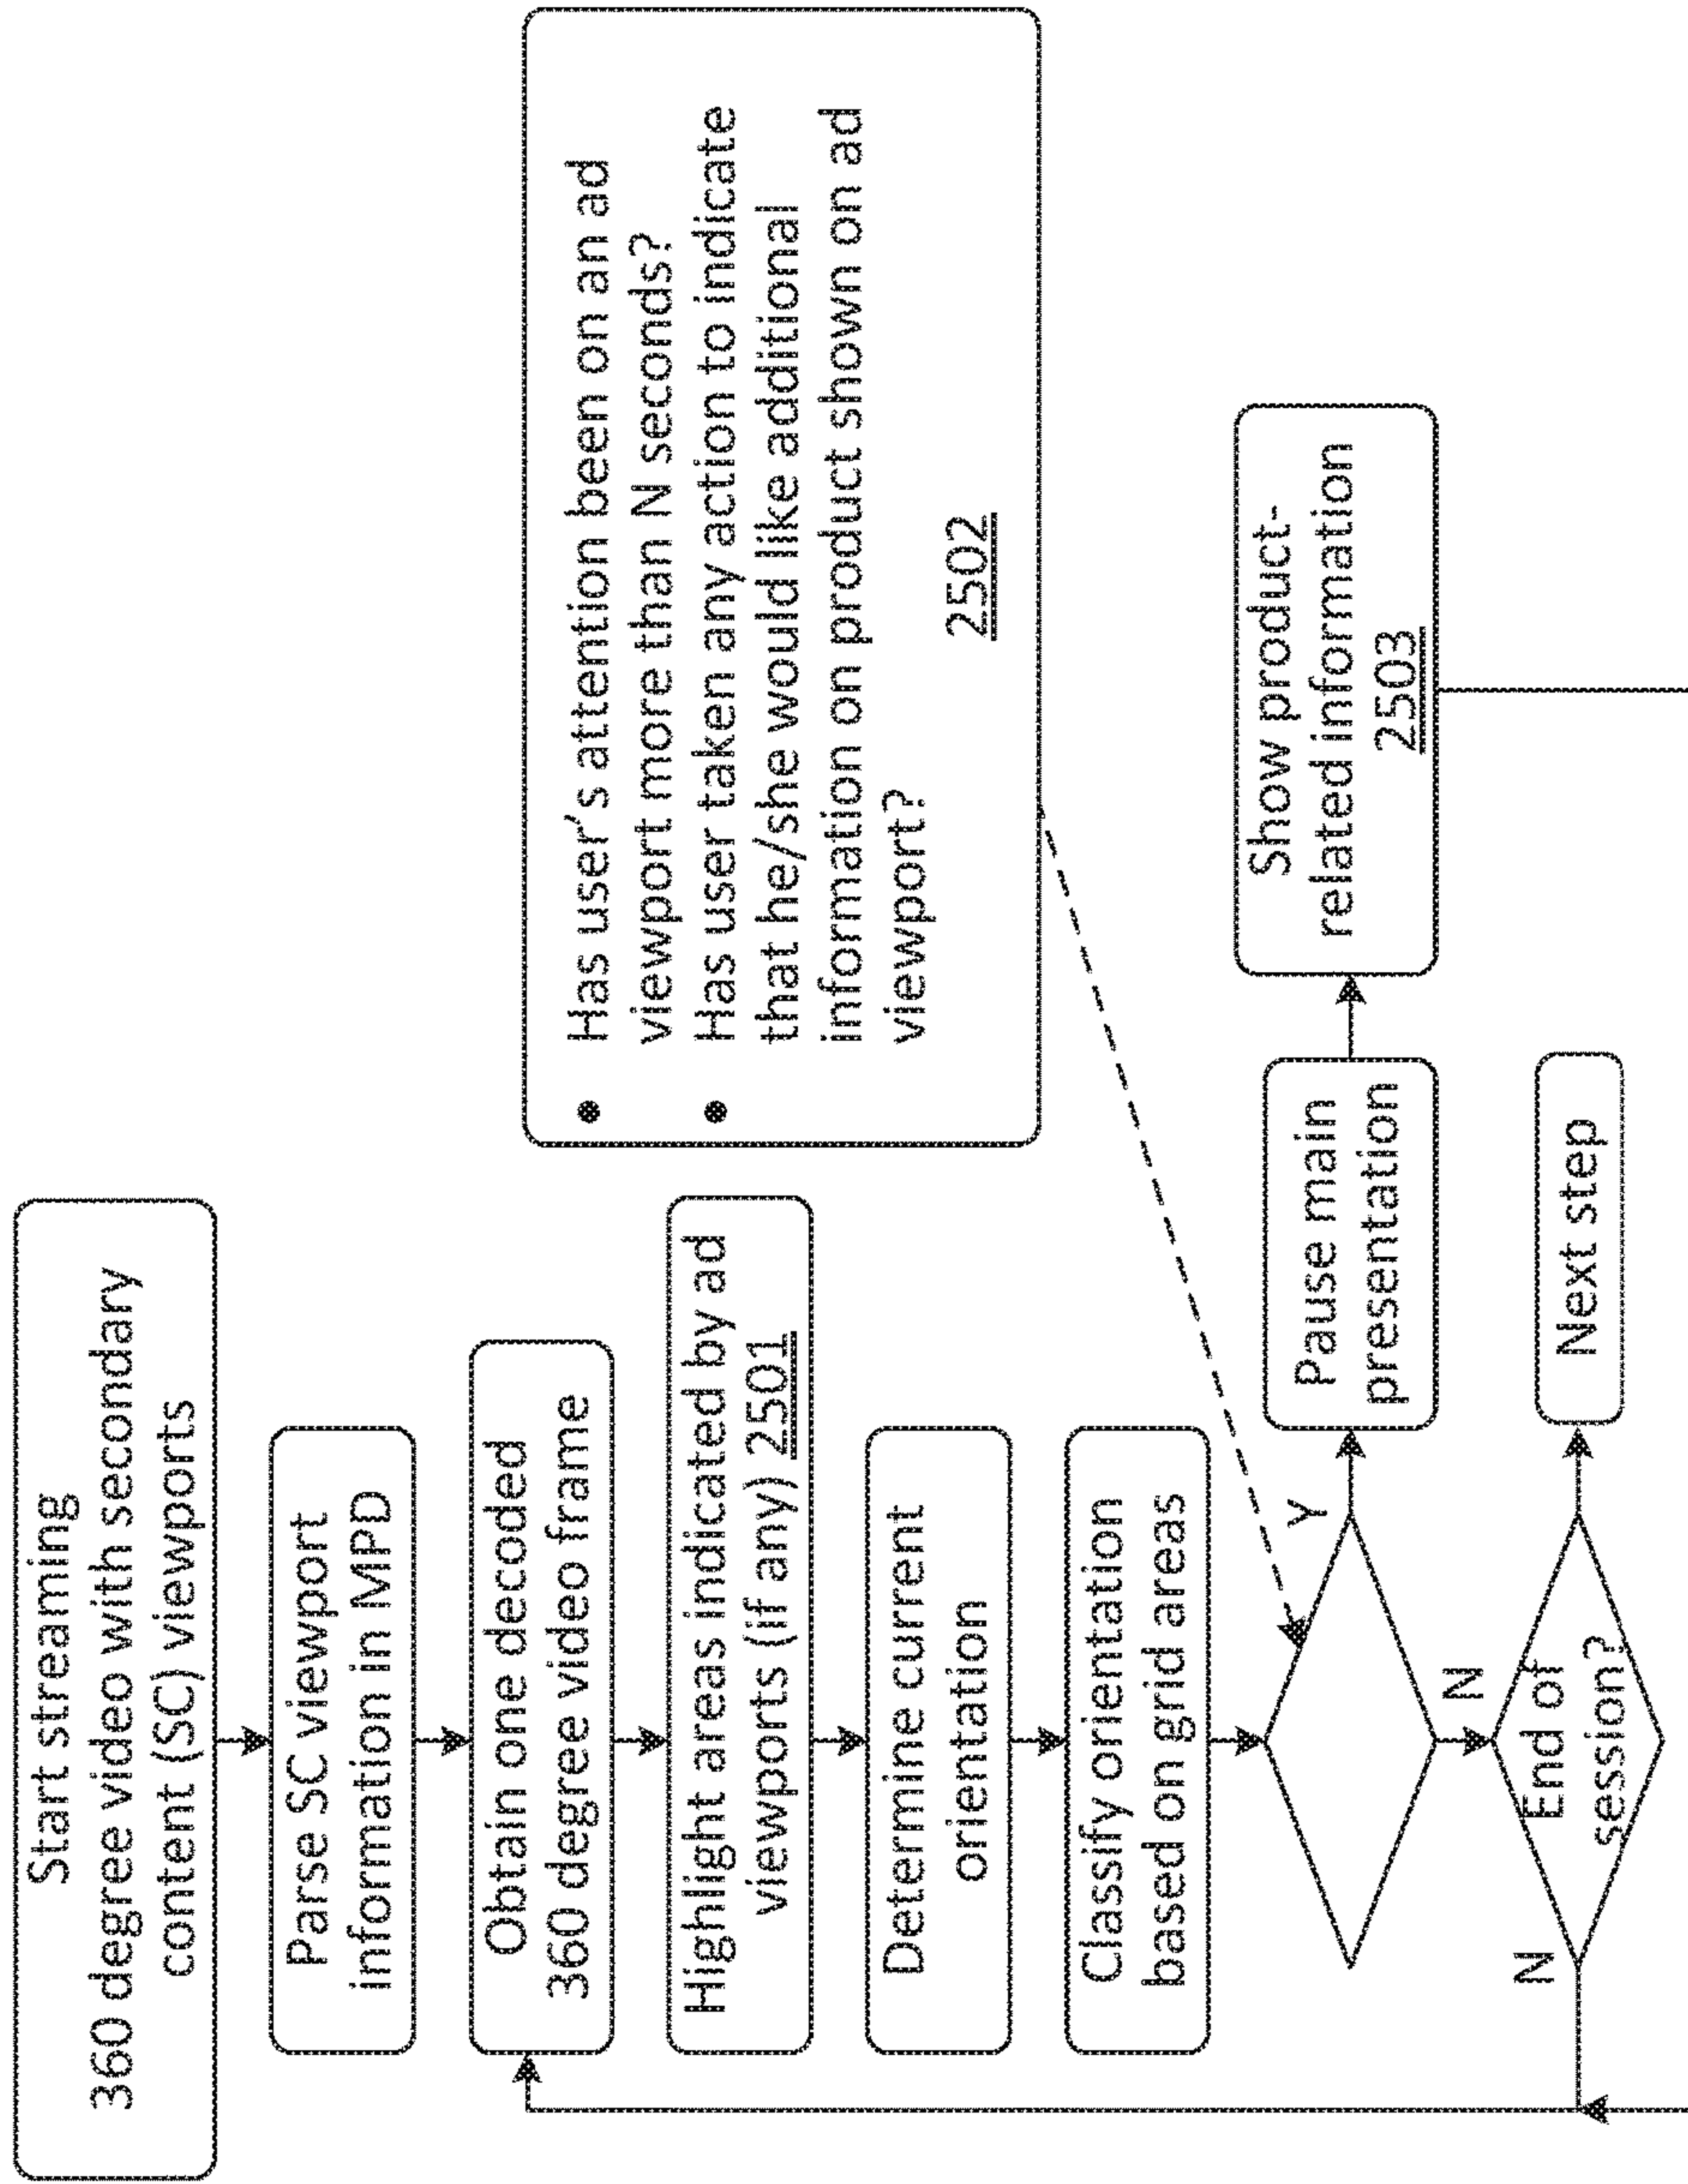 Start streaming
360 degree video with secondary
content (SC) viewports
Parse SC viewport
information in MPD
Obtain one decoded
360 degree video frame
Highlight areas indicated by ad
viewports (if any) 2501
Determine current
orientation
Classify orientation
based on grid areas
• Has user's attention been on an ad
viewport more than N seconds?
• Has user taken any action to indicate
that he/she would like additional
information on product shown on ad
viewport?
2502
Y
Pause main
presentation
Show product-
related information
2503
N
End of
session?
N
Next step